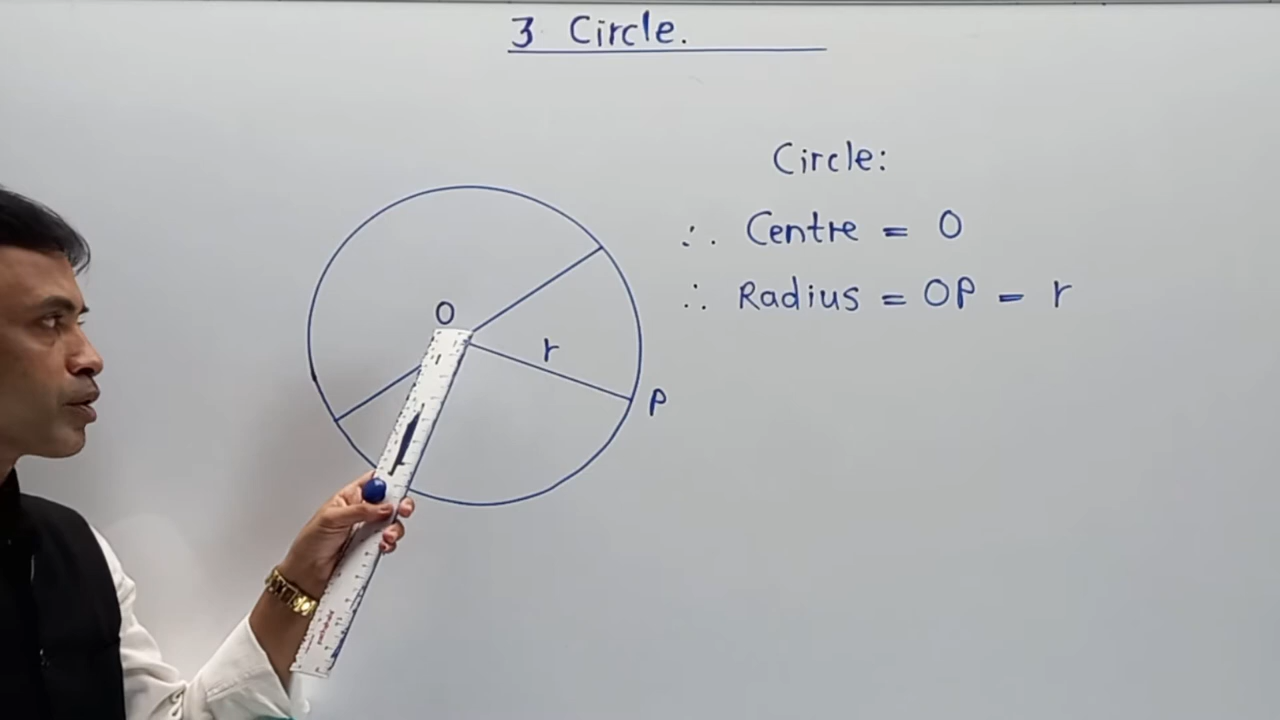 3 Circle.
Circle:
∴ Centre = O
∴ Radius = OP = r
O
r
P